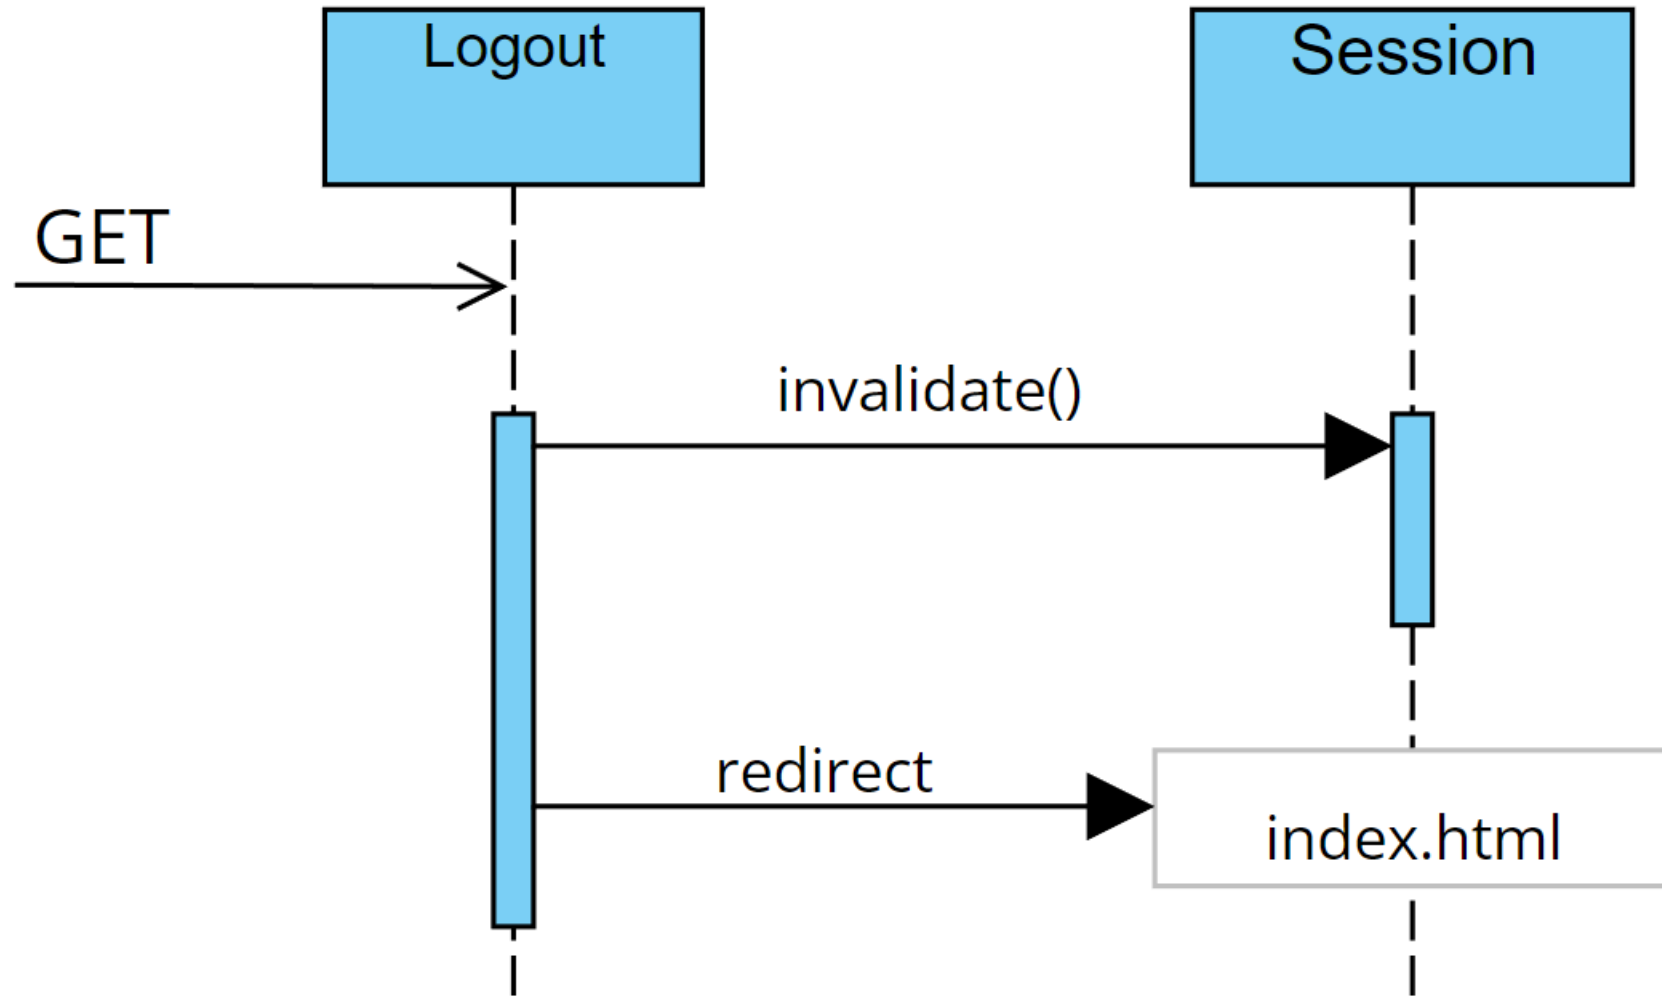 Logout
Session
GET
invalidate()
redirect
index.html